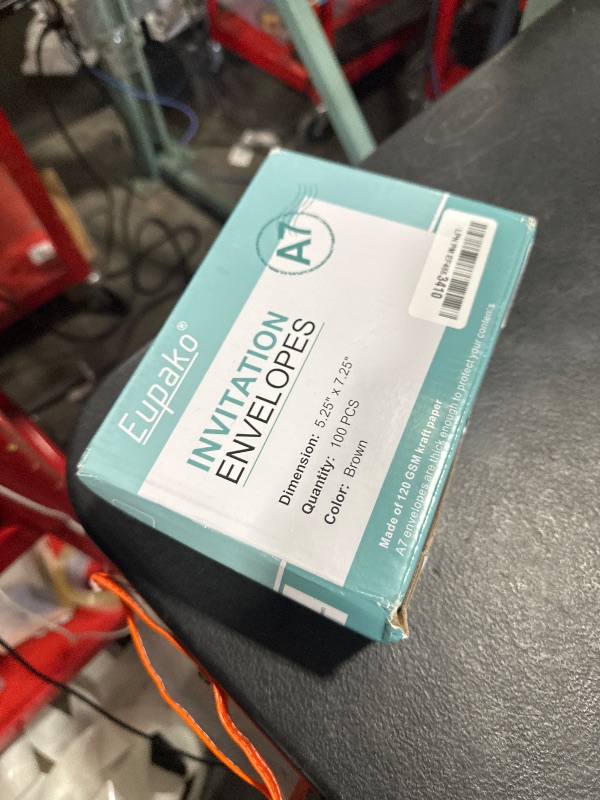 Eupako®
A7
INVITATION
ENVELOPES
Dimension: 5.25" x 7.25"
Quantity: 100 PCS
Color: Brown
Made of 120 GSM kraft paper
A7 envelopes are thick enough to protect your contents
3410